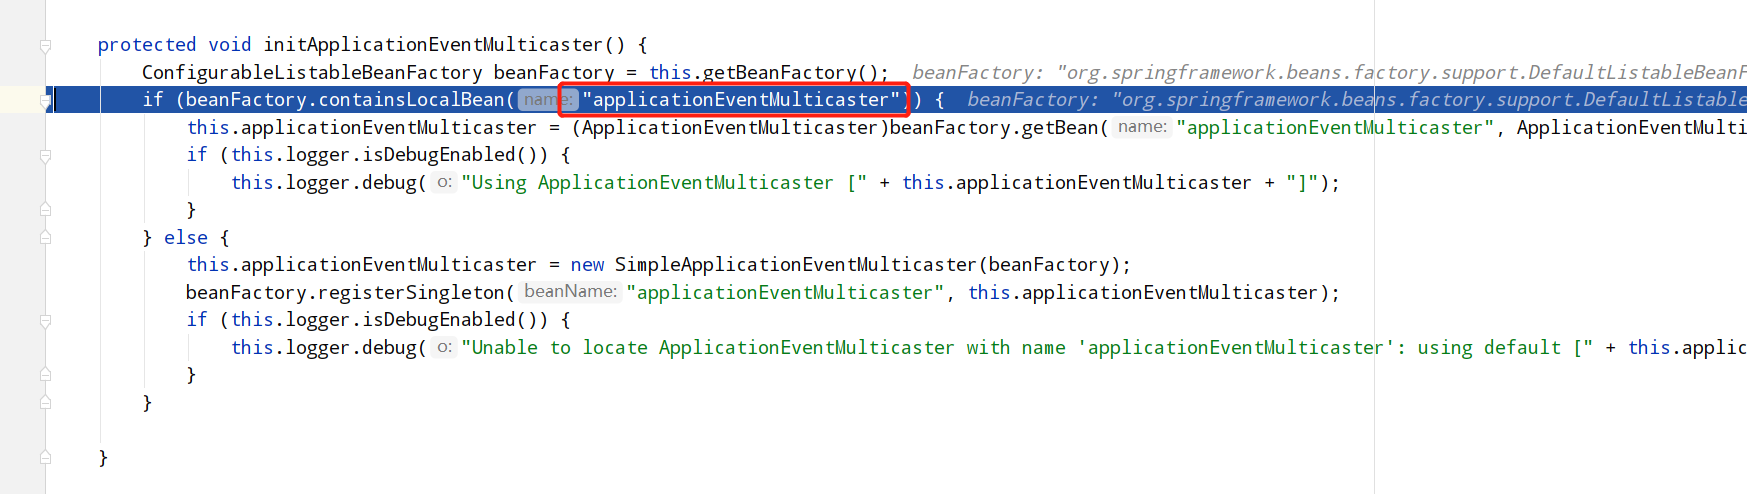 protected void initApplicationEventMulticaster() {
ConfigurableListableBeanFactory beanFactory = this.getBeanFactory(); beanFactory: "org.springframework.beans.factory.support.DefaultListableBeanF
if (beanFactory.containsLocalBean( name: "applicationEventMulticaster")) { beanFactory: "org.springframework.beans.factory.support.DefaultListable
this.applicationEventMulticaster = (ApplicationEventMulticaster)beanFactory.getBean( name: "applicationEventMulticaster", ApplicationEventMulti
if (this.logger.isDebugEnabled()) {
this.logger.debug( o: "Using ApplicationEventMulticaster [" + this.applicationEventMulticaster + "]");
}
} else {
this.applicationEventMulticaster = new SimpleApplicationEventMulticaster(beanFactory);
beanFactory.registerSingleton( beanName: "applicationEventMulticaster", this.applicationEventMulticaster);
if (this.logger.isDebugEnabled()) {
this.logger.debug( o: "Unable to locate ApplicationEventMulticaster with name 'applicationEventMulticaster': using default [" + this.applic
}
}
}